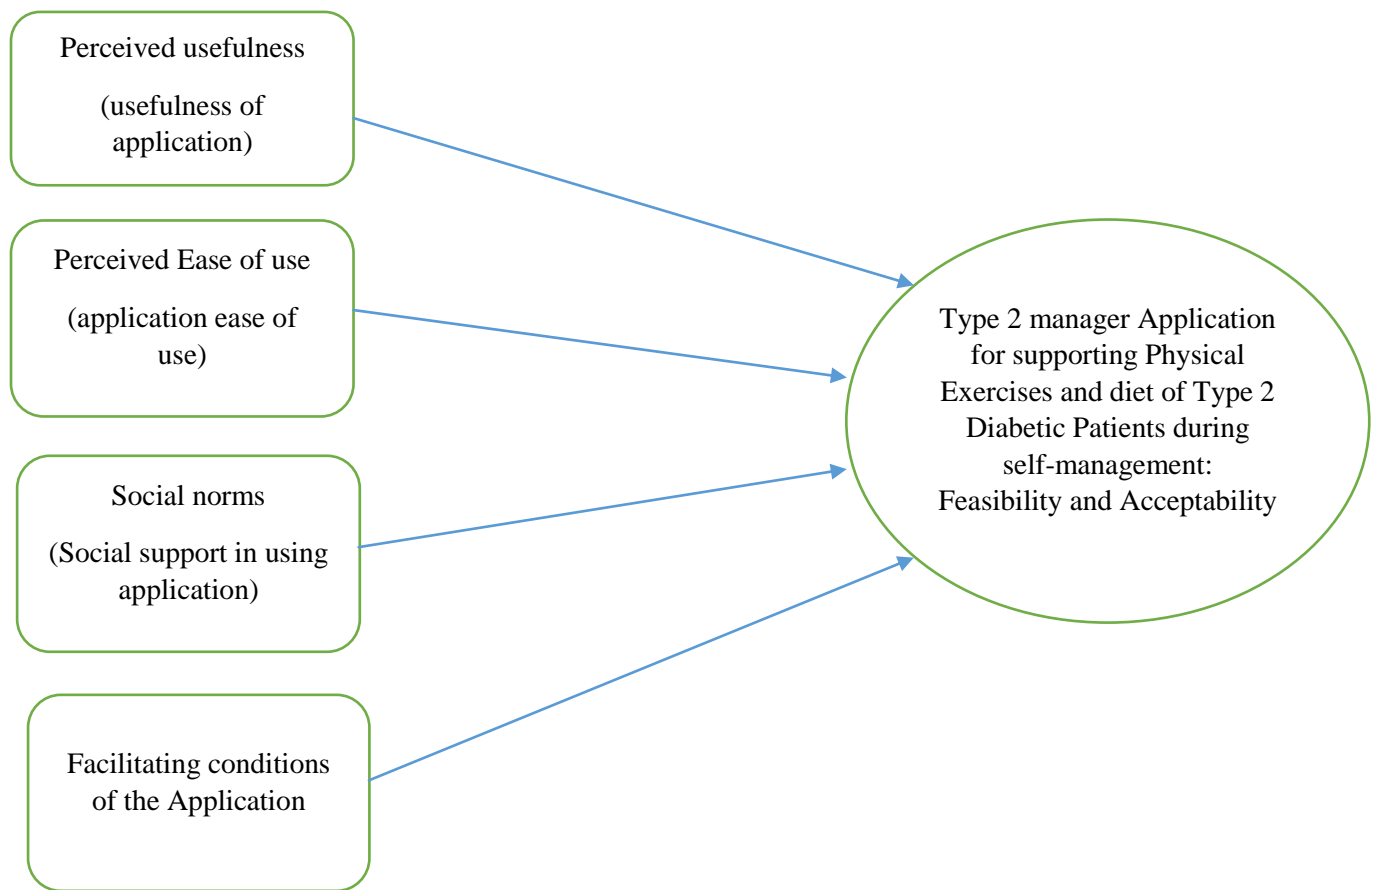 Perceived usefulness
(usefulness of
application)
Perceived Ease of use
(application ease of
use)
Social norms
(Social support in using
application)
Facilitating conditions
of the Application
Type 2 manager Application
for supporting Physical
Exercises and diet of Type 2
Diabetic Patients during
self-management:
Feasibility and Acceptability